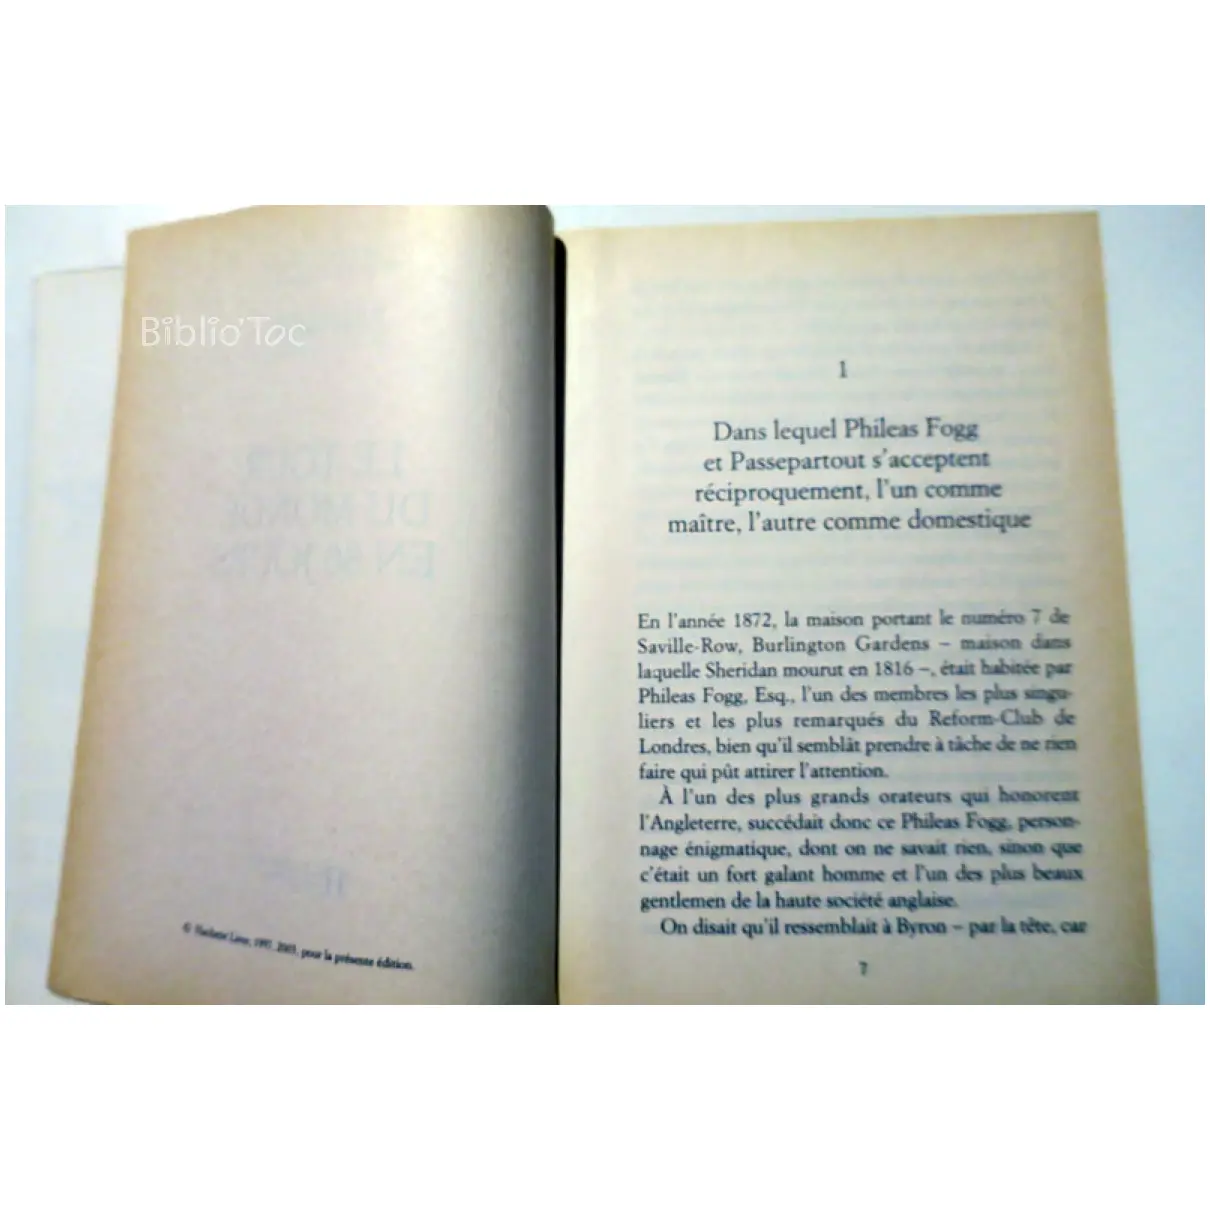 Biblio'Toc
© Hachette Livre, 1997, 2003, pour la présente édition.
1
Dans lequel Phileas Fogg
et Passepartout s'acceptent
réciproquement, l'un comme
maître, l'autre comme domestique
En l'année 1872, la maison portant le numéro 7 de
Saville-Row, Burlington Gardens – maison dans
laquelle Sheridan mourut en 1816 –, était habitée par
Phileas Fogg, Esq., l'un des membres les plus singu-
liers et les plus remarqués du Reform-Club de
Londres, bien qu'il semblât prendre à tâche de ne rien
faire qui pût attirer l'attention.
À l'un des plus grands orateurs qui honorent
l'Angleterre, succédait donc ce Phileas Fogg, person-
nage énigmatique, dont on ne savait rien, sinon que
c'était un fort galant homme et l'un des plus beaux
gentlemen de la haute société anglaise.
On disait qu'il ressemblait à Byron – par la tête, car
7